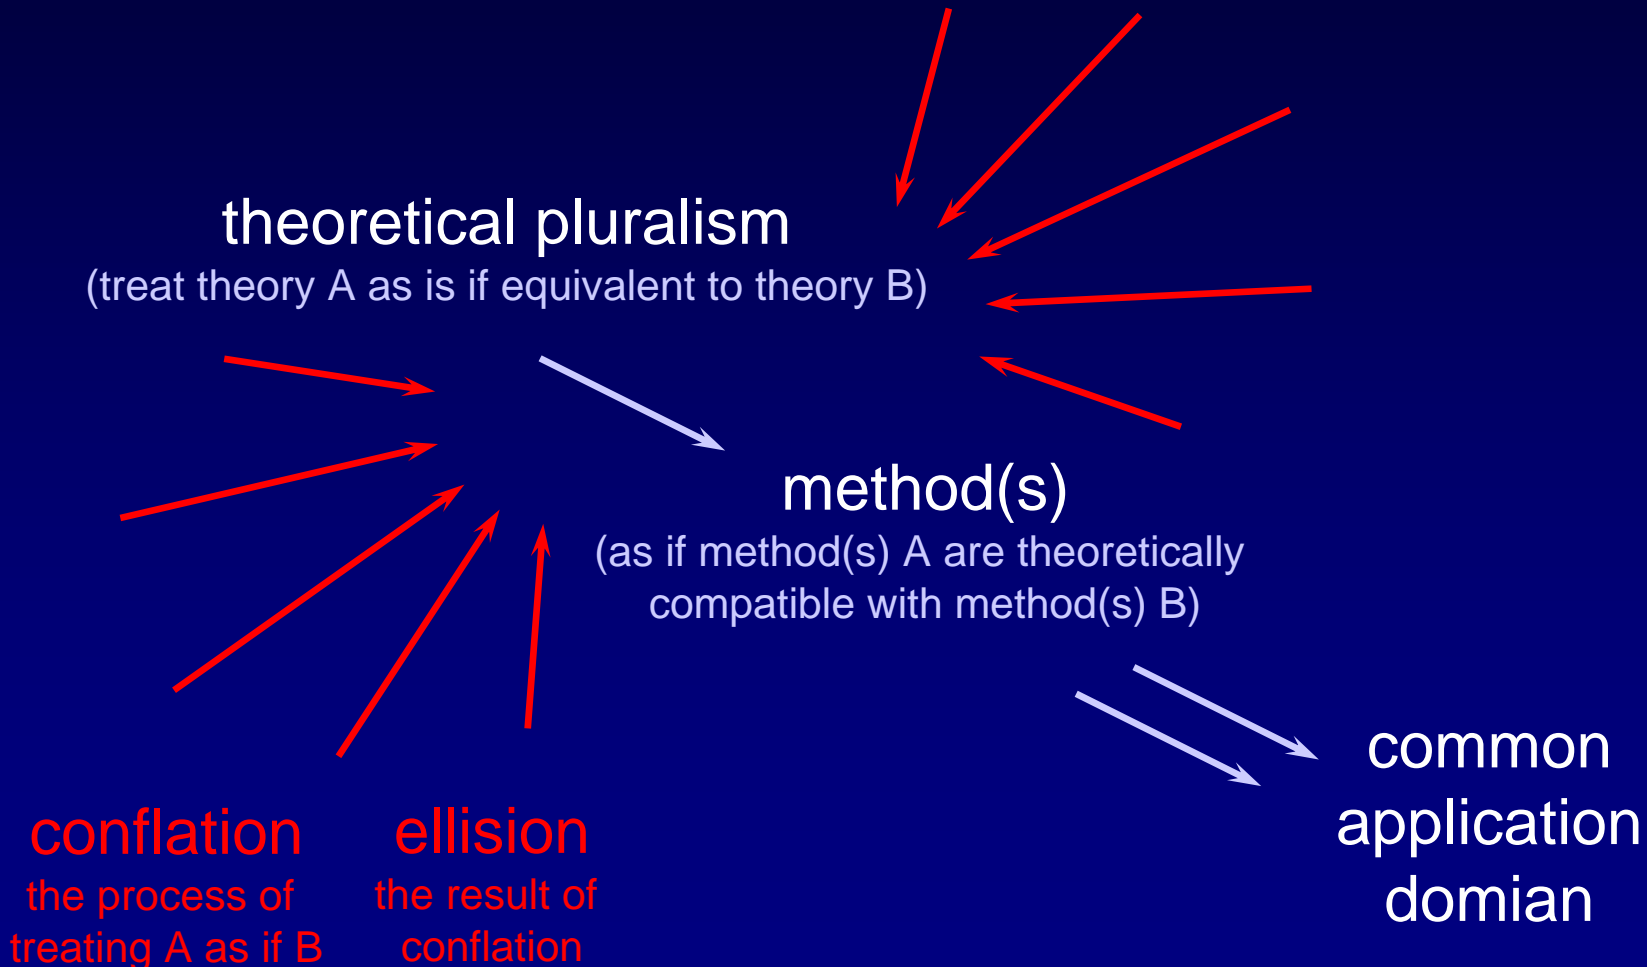 theoretical pluralism
(treat theory A as is if equivalent to theory B)
method(s)
(as if method(s) A are theoretically
compatible with method(s) B)
common
application
domian
conflation
the process of
treating A as if B
ellision
the result of
conflation